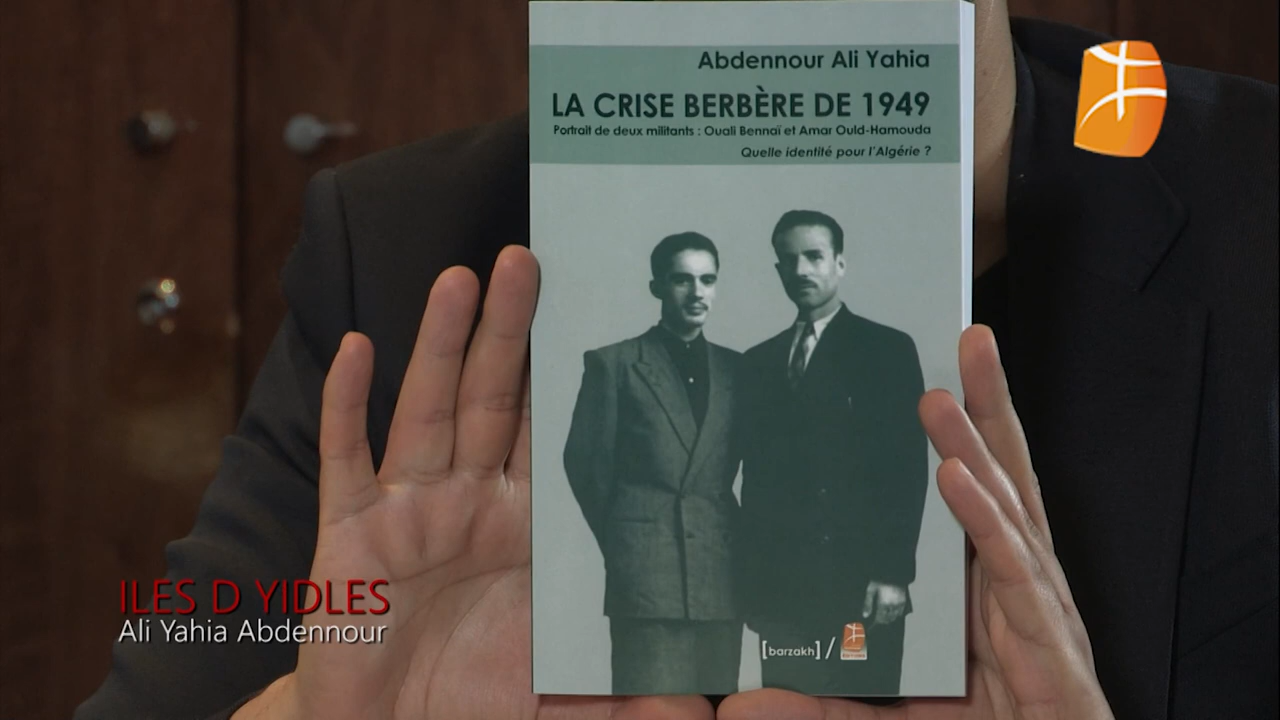 Abdennour Ali Yahia
LA CRISE BERBÈRE DE 1949
Portrait de deux militants : Ouali Bennaï et Amar Ould-Hamouda
Quelle identité pour l'Algérie ?
[barzakh] /
ILES D YIDLES
Ali Yahia Abdennour